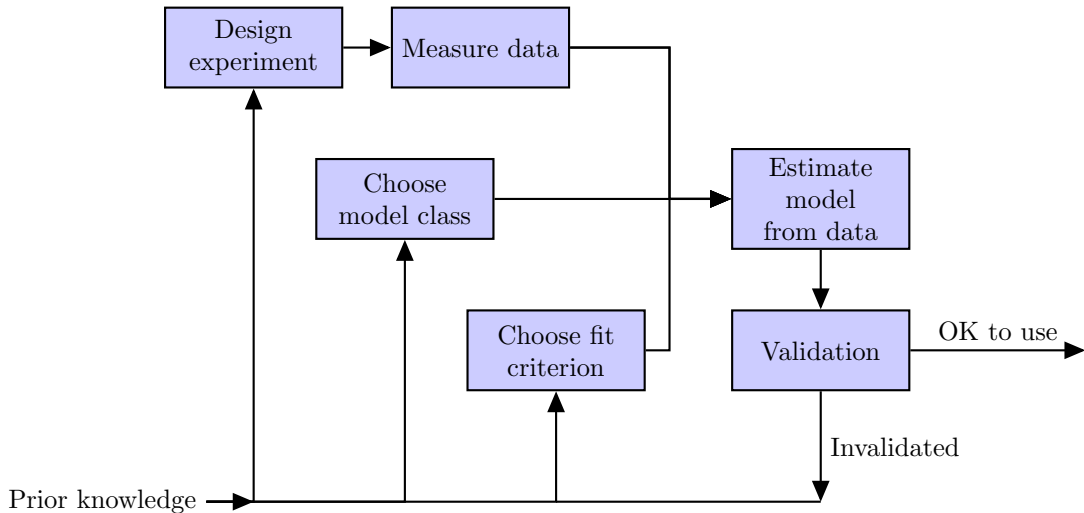 Design
experiment
Measure data
Choose
model class
Estimate
model
from data
Choose fit
criterion
Validation
OK to use
Invalidated
Prior knowledge